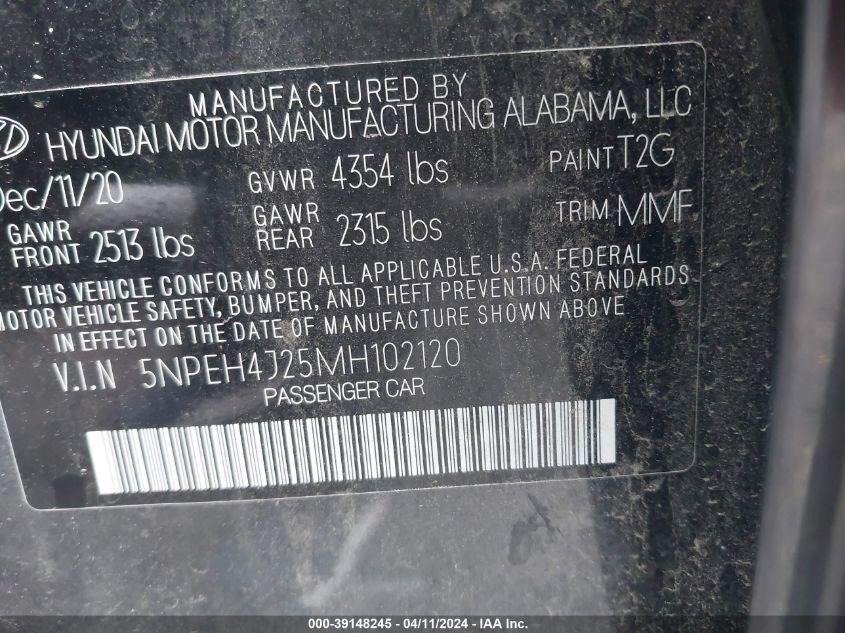 MANUFACTURED BY
HYUNDAI MOTOR MANUFACTURING ALABAMA, LLC
Dec/11/20 GVWR 4354 lbs PAINT T2G
GAWR FRONT 2513 lbs GAWR REAR 2315 lbs TRIM MMF
THIS VEHICLE CONFORMS TO ALL APPLICABLE U.S.A. FEDERAL
MOTOR VEHICLE SAFETY, BUMPER, AND THEFT PREVENTION STANDARDS
IN EFFECT ON THE DATE OF MANUFACTURE SHOWN ABOVE
V.I.N 5NPEH4J25MH102120
PASSENGER CAR
000-39148245 - 04/11/2024 - IAA Inc.